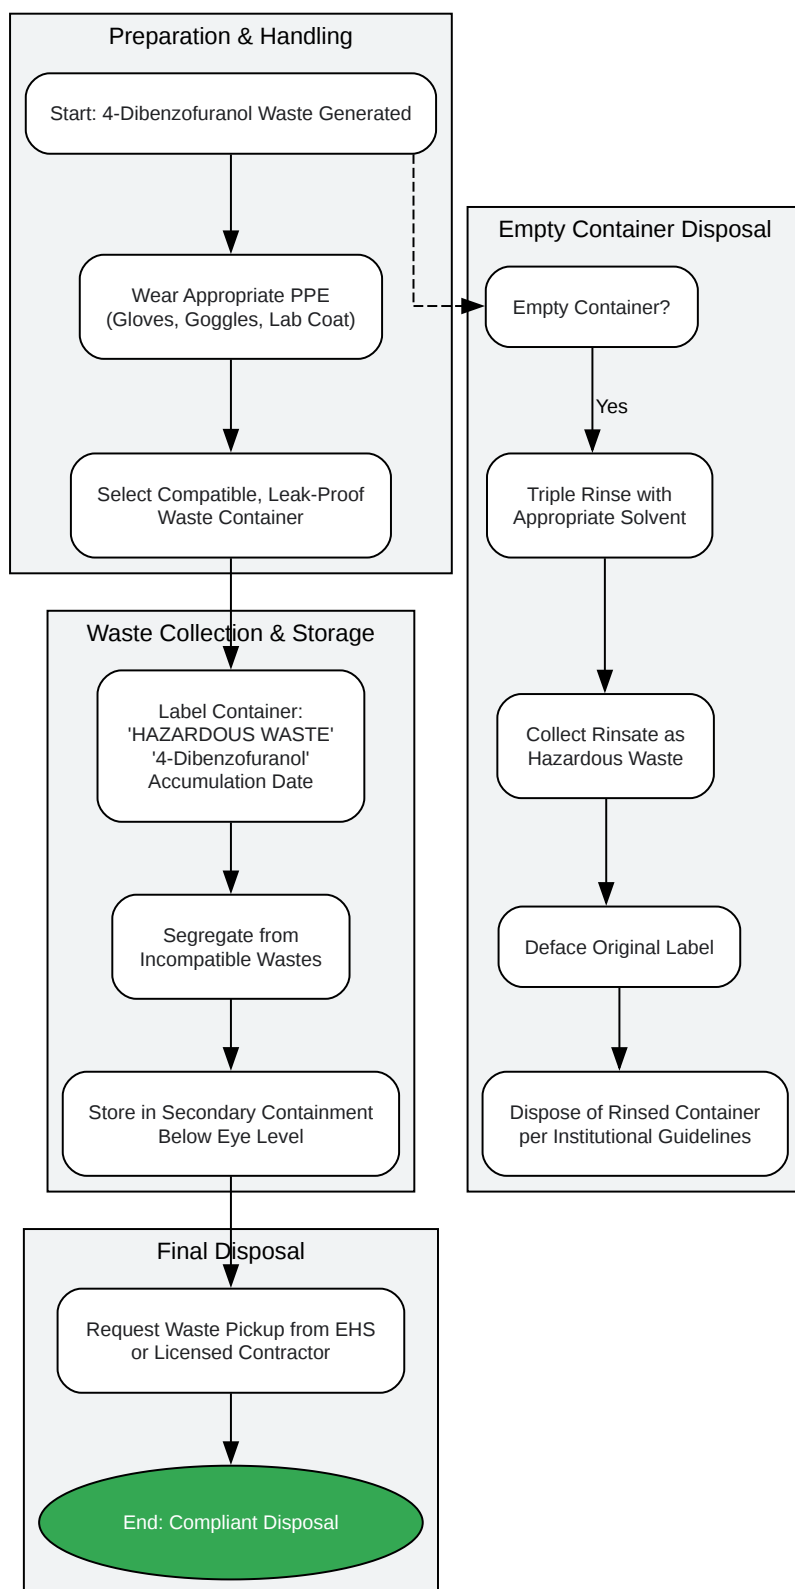 Preparation & Handling
Start: 4-Dibenzofuranol Waste Generated
Wear Appropriate PPE
(Gloves, Goggles, Lab Coat)
Select Compatible, Leak-Proof
Waste Container
Waste Collection & Storage
Label Container:
'HAZARDOUS WASTE'
'4-Dibenzofuranol'
Accumulation Date
Segregate from
Incompatible Wastes
Store in Secondary Containment
Below Eye Level
Final Disposal
Request Waste Pickup from EHS
or Licensed Contractor
End: Compliant Disposal
Empty Container Disposal
Empty Container?
Yes
Triple Rinse with
Appropriate Solvent
Collect Rinsate as
Hazardous Waste
Deface Original Label
Dispose of Rinsed Container
per Institutional Guidelines